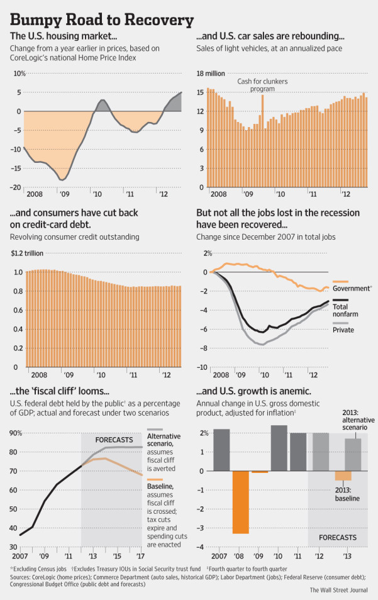 Bumpy Road to Recovery
The U.S. housing market...
Change from a year earlier in prices, based on
CoreLogic's national Home Price Index
10%
5
0
–5
–10
–15
–20
2008
'09
'10
'11
'12
...and U.S. car sales are rebounding...
Sales of light vehicles, at an annualized pace
18 million
Cash for clunkers
program
15
12
9
6
3
0
2008
'09
'10
'11
'12
...and consumers have cut back
on credit-card debt.
Revolving consumer credit outstanding
$1.2 trillion
1.0
0.8
0.6
0.4
0.2
0
2008
'09
'10
'11
'12
But not all the jobs lost in the recession
have been recovered...
Change since December 2007 in total jobs
2%
0
–2
–4
–6
–8
–10
Government*
Total
nonfarm
Private
2008
'09
'10
'11
'12
...the 'fiscal cliff' looms...
U.S. federal debt held by the public† as a percentage
of GDP; actual and forecast under two scenarios
90%
80
70
60
50
40
30
FORECASTS
Alternative
scenario,
assumes
fiscal cliff
is averted
Baseline,
assumes
fiscal cliff
is crossed;
tax cuts
expire and
spending cuts
are enacted
2007
'09
'11
'13
'15
'17
...and U.S. growth is anemic.
Annual change in U.S. gross domestic
product, adjusted for inflation‡
2013:
alternative
scenario
2%
1
0
–1
–2
–3
–4
2013:
baseline
FORECASTS
2007
'08
'09
'10
'11
'12
'13
*Excluding Census jobs †Excludes Treasury IOUs in Social Security trust fund ‡Fourth quarter to fourth quarter
Sources: CoreLogic (home prices); Commerce Department (auto sales, historical GDP); Labor Department (jobs); Federal Reserve (consumer debt);
Congressional Budget Office (public debt and forecasts)
The Wall Street Journal